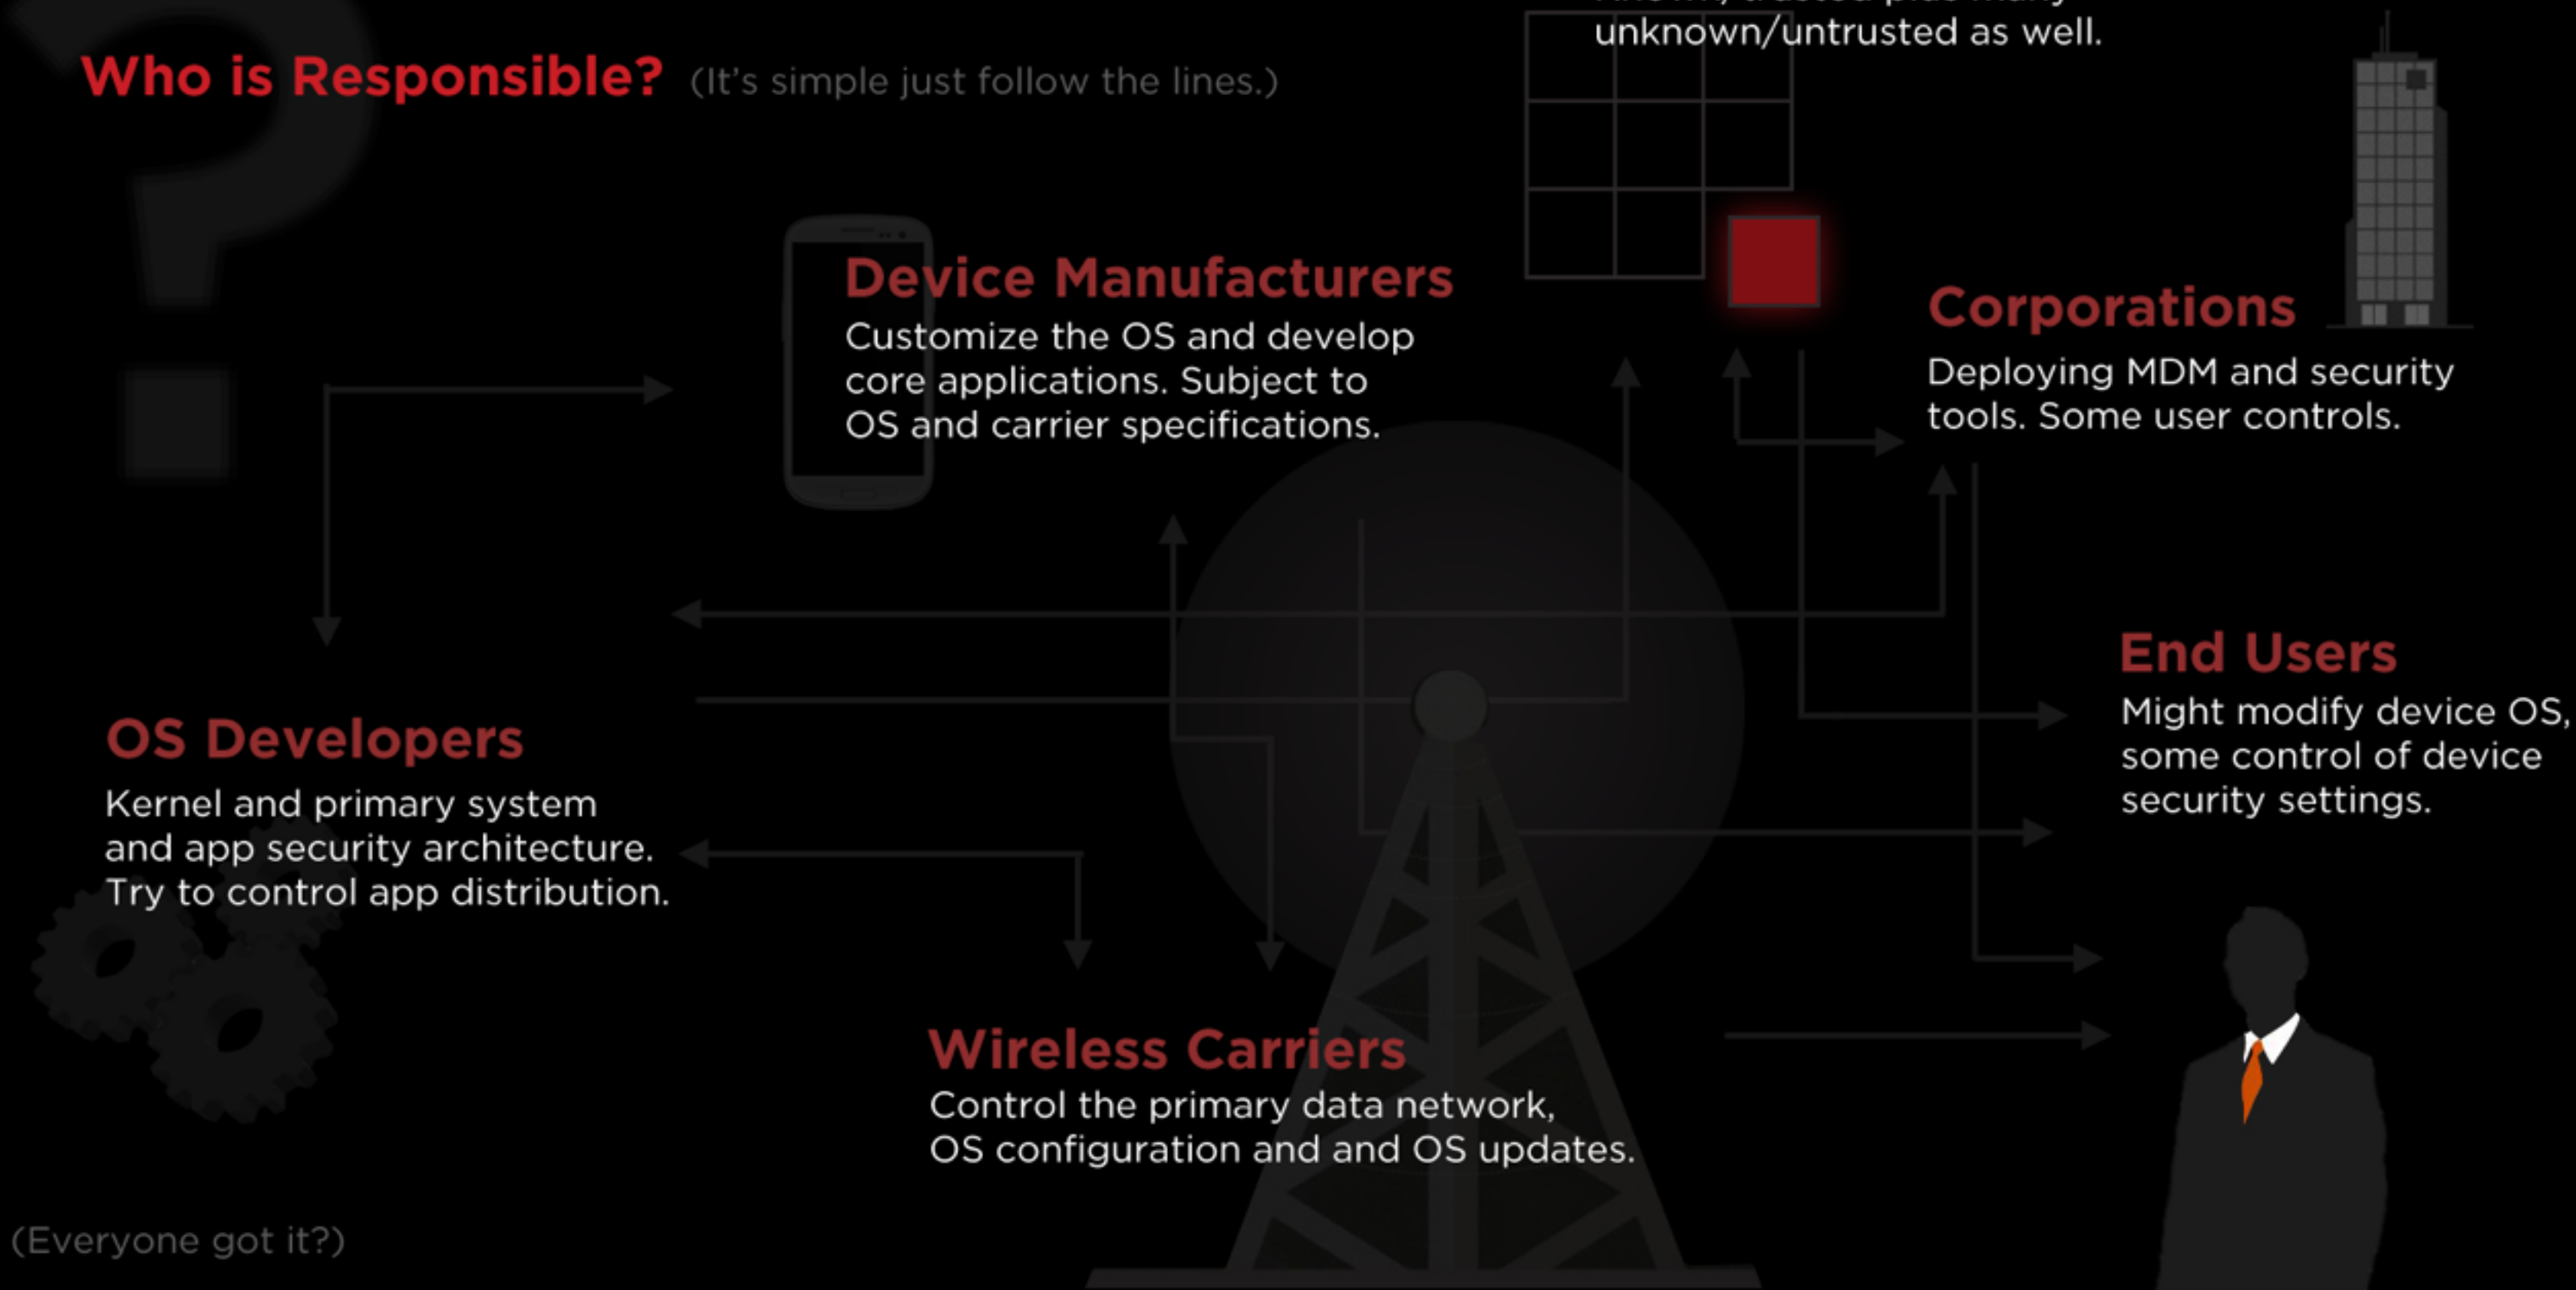 unknown/untrusted as well.
Who is Responsible? (It's simple just follow the lines.)
Device Manufacturers
Customize the OS and develop
core applications. Subject to
OS and carrier specifications.
Corporations
Deploying MDM and security
tools. Some user controls.
End Users
Might modify device OS,
some control of device
security settings.
OS Developers
Kernel and primary system
and app security architecture.
Try to control app distribution.
Wireless Carriers
Control the primary data network,
OS configuration and and OS updates.
(Everyone got it?)